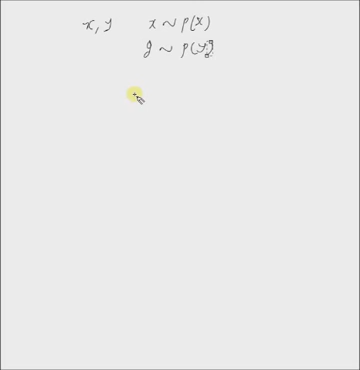 x, y x ~ p(x)
y ~ p(y)